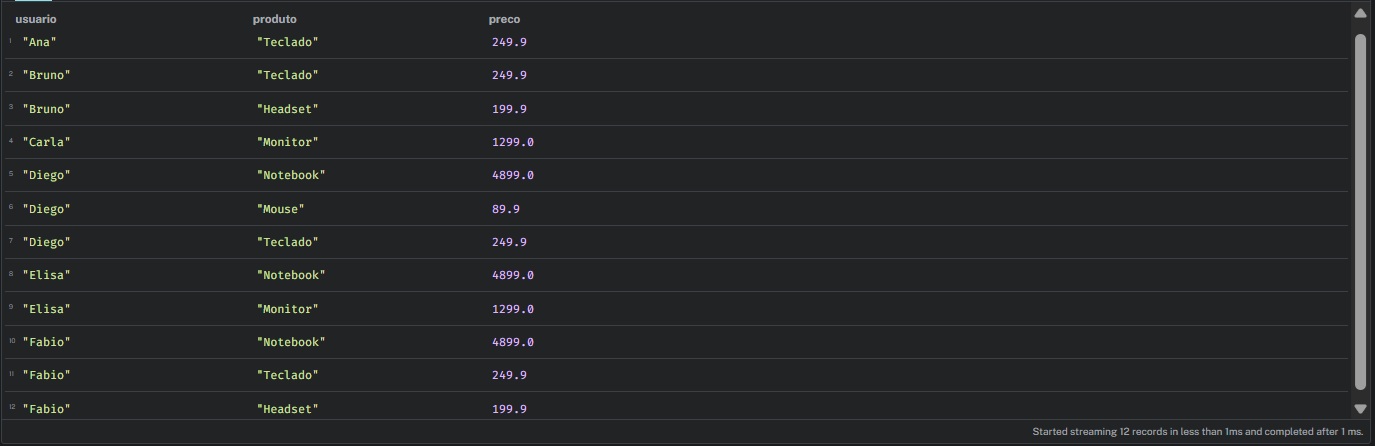 usuario produto preco
1 "Ana" "Teclado" 249.9
2 "Bruno" "Teclado" 249.9
3 "Bruno" "Headset" 199.9
4 "Carla" "Monitor" 1299.0
5 "Diego" "Notebook" 4899.0
6 "Diego" "Mouse" 89.9
7 "Diego" "Teclado" 249.9
8 "Elisa" "Notebook" 4899.0
9 "Elisa" "Monitor" 1299.0
10 "Fabio" "Notebook" 4899.0
11 "Fabio" "Teclado" 249.9
12 "Fabio" "Headset" 199.9
Started streaming 12 records in less than 1ms and completed after 1 ms.